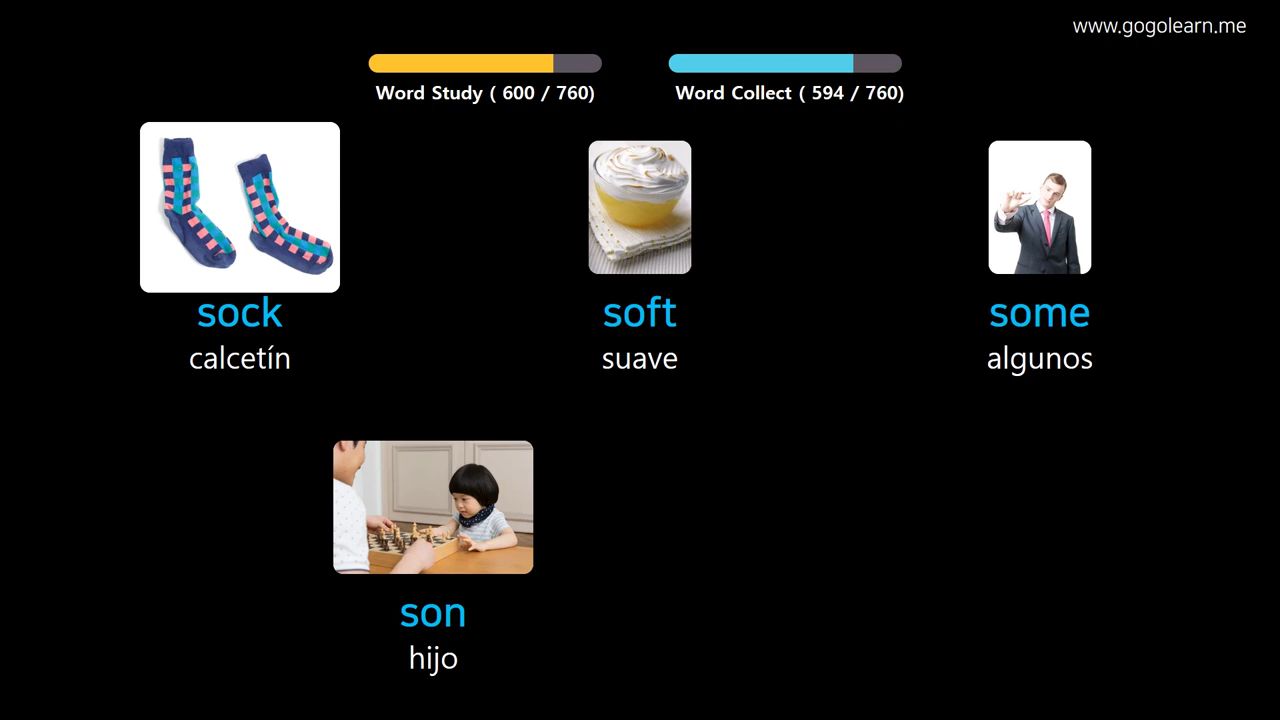 www.gogolearn.me
Word Study ( 600 / 760)
Word Collect ( 594 / 760)
sock
soft
some
calcetín
suave
algunos
son
hijo